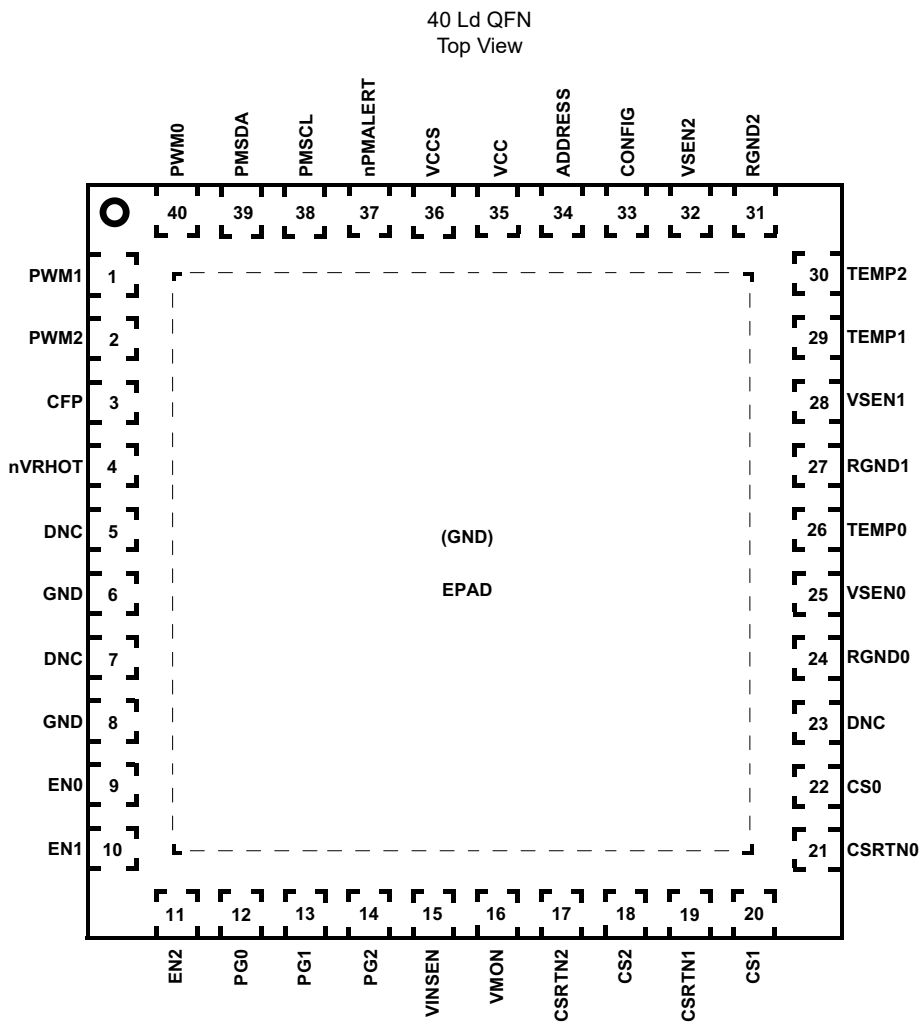 40 Ld QFN
Top View
PWM0
PMSDA
PMSCL
nPMALERT
VCCS
VCC
ADDRESS
CONFIG
VSEN2
RGND2
40 39 38 37 36 35 34 33 32 31
PWM1 1 30 TEMP2
PWM2 2 29 TEMP1
CFP 3 28 VSEN1
nVRHOT 4 27 RGND1
DNC 5 26 TEMP0
(GND)
GND 6 25 VSEN0
EPAD
DNC 7 24 RGND0
GND 8 23 DNC
EN0 9 22 CS0
EN1 10 21 CSRTN0
11 12 13 14 15 16 17 18 19 20
EN2
PG0
PG1
PG2
VINSEN
VMON
CSRTN2
CS2
CSRTN1
CS1